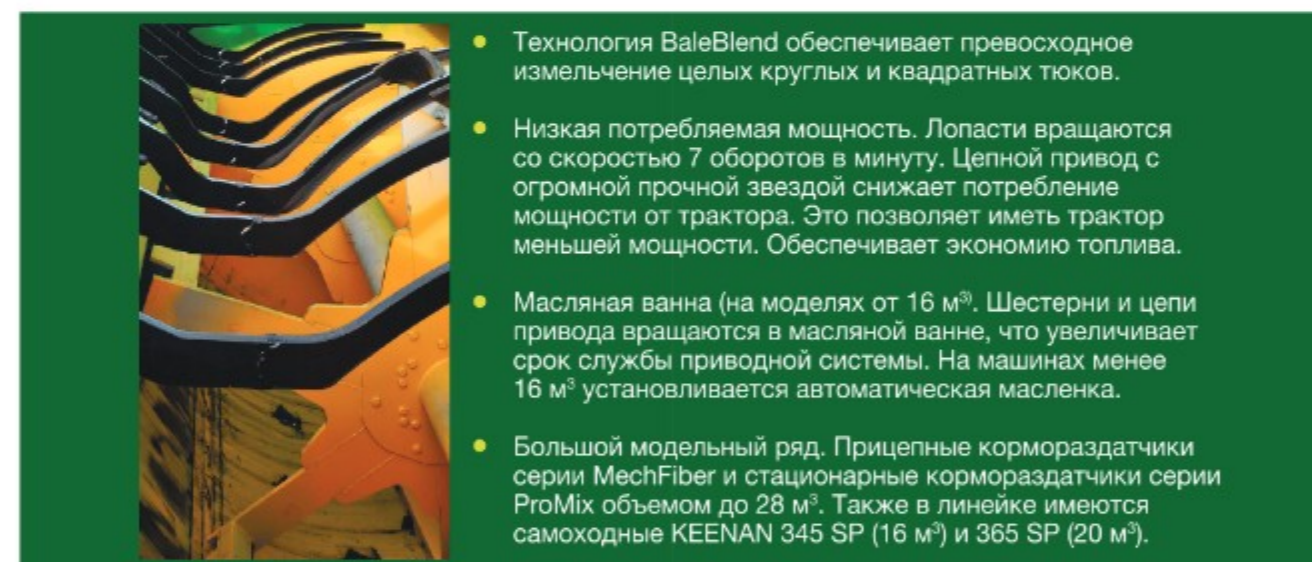 • Технология BaleBlend обеспечивает превосходное
измельчение целых круглых и квадратных тюков.
• Низкая потребляемая мощность. Лопасти вращаются
со скоростью 7 оборотов в минуту. Цепной привод с
огромной прочной звездой снижает потребление
мощности от трактора. Это позволяет иметь трактор
меньшей мощности. Обеспечивает экономию топлива.
• Масляная ванна (на моделях от 16 м³⁾. Шестерни и цепи
привода вращаются в масляной ванне, что увеличивает
срок службы приводной системы. На машинах менее
16 м³ установливается автоматическая масленка.
• Большой модельный ряд. Прицепные кормораздатчики
серии MechFiber и стационарные кормораздатчики серии
ProMix объемом до 28 м³. Также в линейке имеются
самоходные KEENAN 345 SP (16 м³) и 365 SP (20 м³).